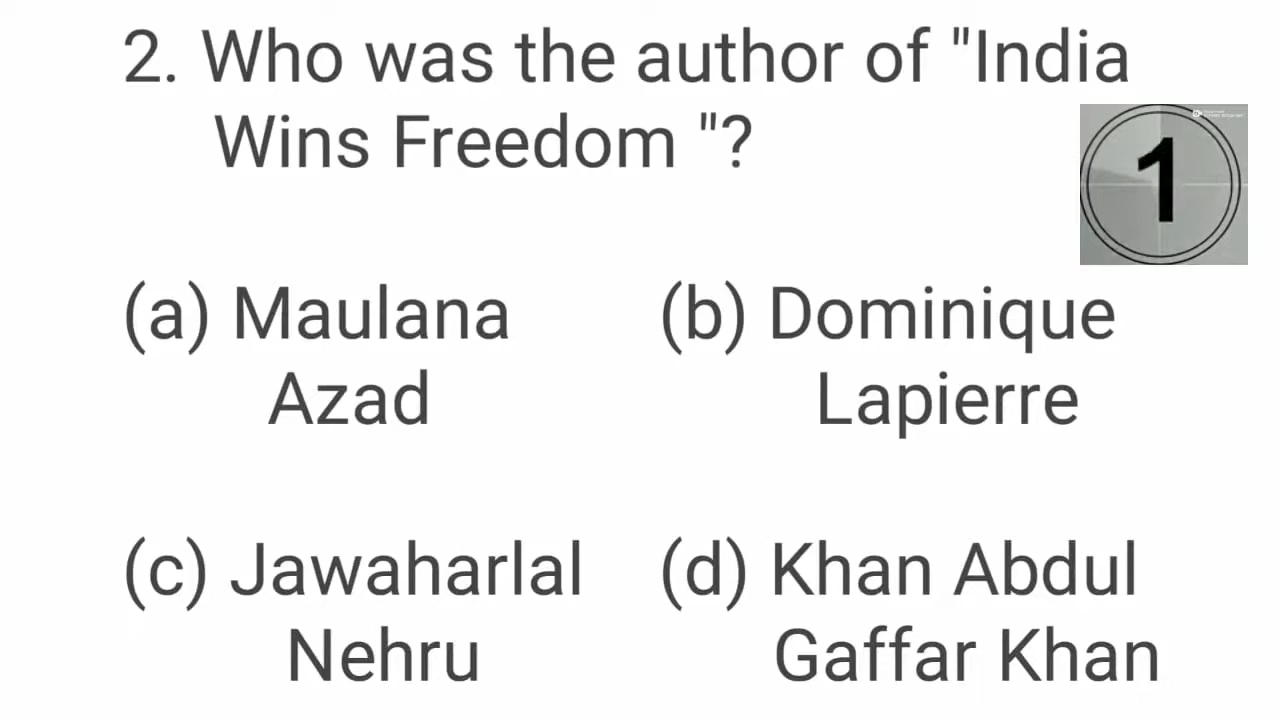 2. Who was the author of "India
Wins Freedom "?
1
(a) Maulana
Azad
(b) Dominique
Lapierre
(c) Jawaharlal
Nehru
(d) Khan Abdul
Gaffar Khan